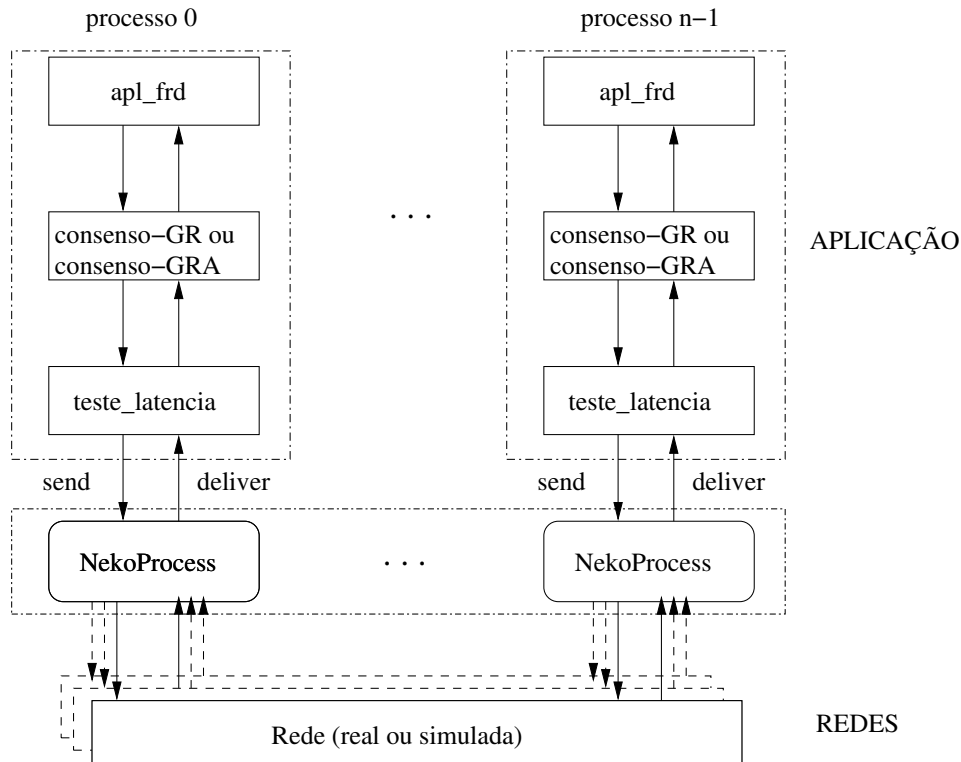 processo 0
processo n−1
apl_frd
apl_frd
. . .
consenso−GR ou
consenso−GRA
consenso−GR ou
consenso−GRA
APLICAÇÃO
teste_latencia
teste_latencia
send
deliver
send
deliver
NekoProcess
. . .
NekoProcess
Rede (real ou simulada)
REDES